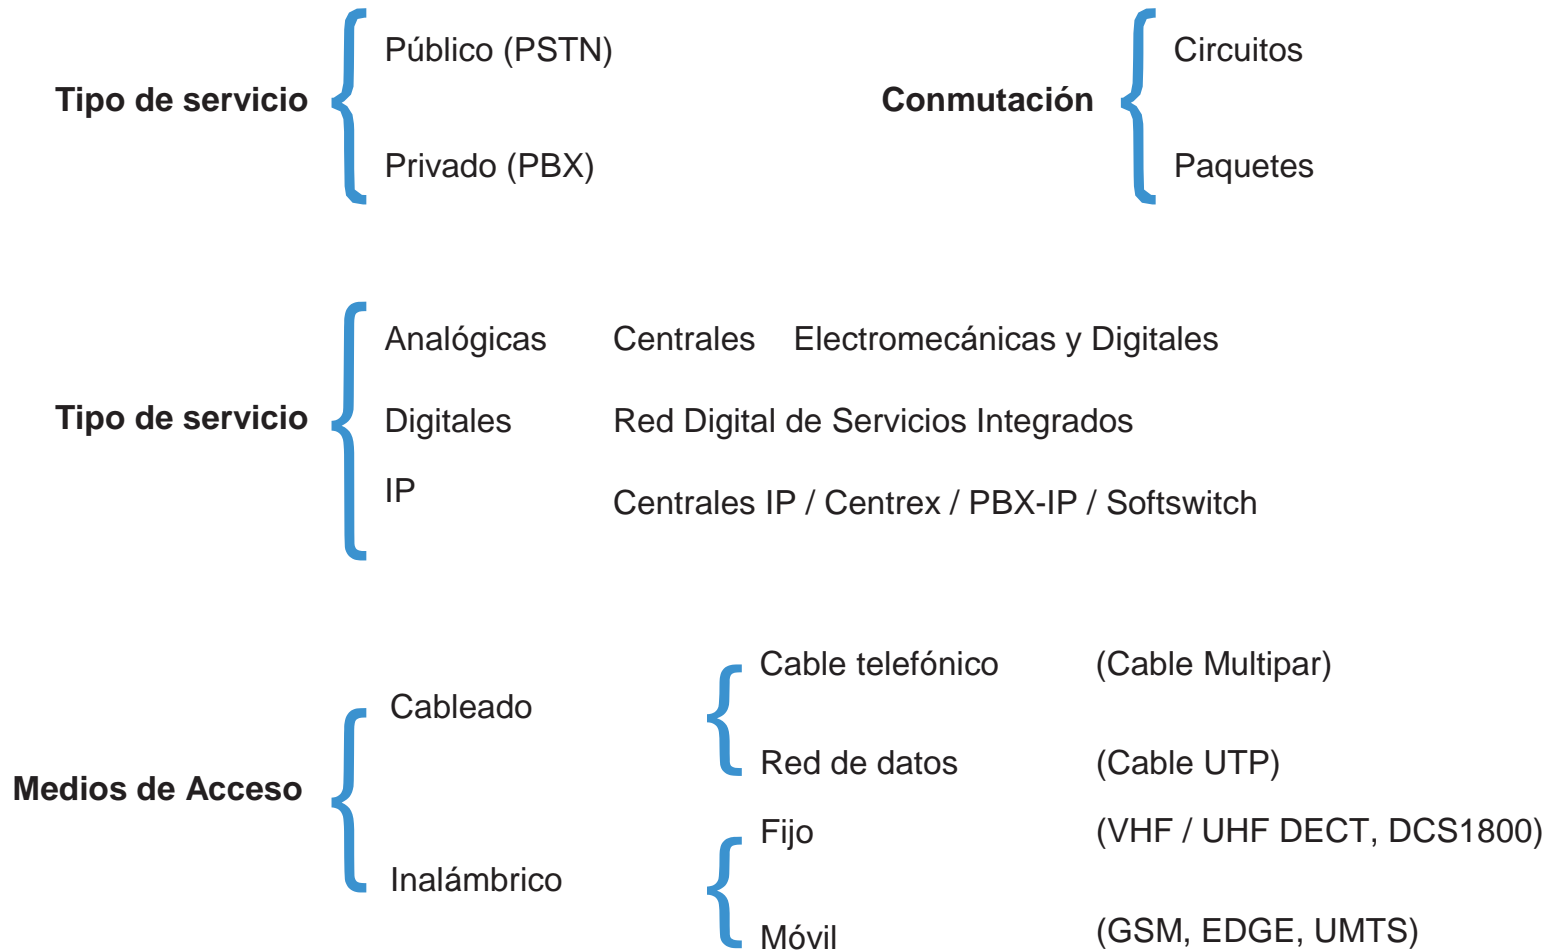 Público (PSTN)
Tipo de servicio
Privado (PBX)
Circuitos
Conmutación
Paquetes
Analógicas Centrales Electromecánicas y Digitales
Tipo de servicio
Digitales Red Digital de Servicios Integrados
IP
Centrales IP / Centrex / PBX-IP / Softswitch
Medios de Acceso
Cableado
Cable telefónico (Cable Multipar)
Red de datos (Cable UTP)
Inalámbrico
Fijo (VHF / UHF DECT, DCS1800)
Móvil (GSM, EDGE, UMTS)